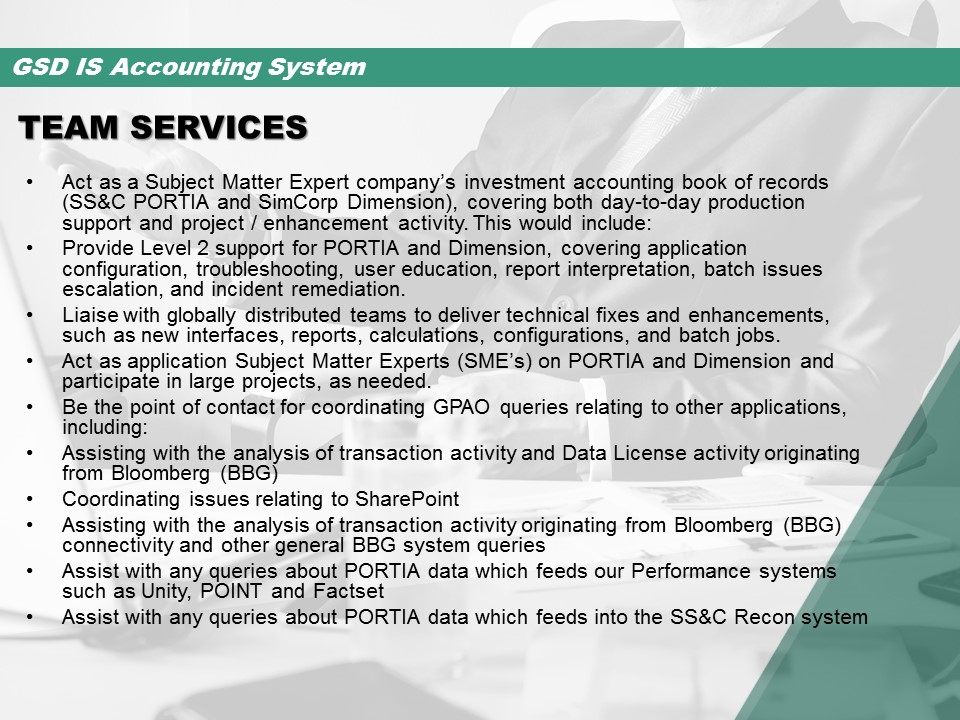 GSD IS Accounting System
TEAM SERVICES
• Act as a Subject Matter Expert company’s investment accounting book of records
(SS&C PORTIA and SimCorp Dimension), covering both day-to-day production
support and project / enhancement activity. This would include:
• Provide Level 2 support for PORTIA and Dimension, covering application
configuration, troubleshooting, user education, report interpretation, batch issues
escalation, and incident remediation.
• Liaise with globally distributed teams to deliver technical fixes and enhancements,
such as new interfaces, reports, calculations, configurations, and batch jobs.
• Act as application Subject Matter Experts (SME’s) on PORTIA and Dimension and
participate in large projects, as needed.
• Be the point of contact for coordinating GPAO queries relating to other applications,
including:
• Assisting with the analysis of transaction activity and Data License activity originating
from Bloomberg (BBG)
• Coordinating issues relating to SharePoint
• Assisting with the analysis of transaction activity originating from Bloomberg (BBG)
connectivity and other general BBG system queries
• Assist with any queries about PORTIA data which feeds our Performance systems
such as Unity, POINT and Factset
• Assist with any queries about PORTIA data which feeds into the SS&C Recon system